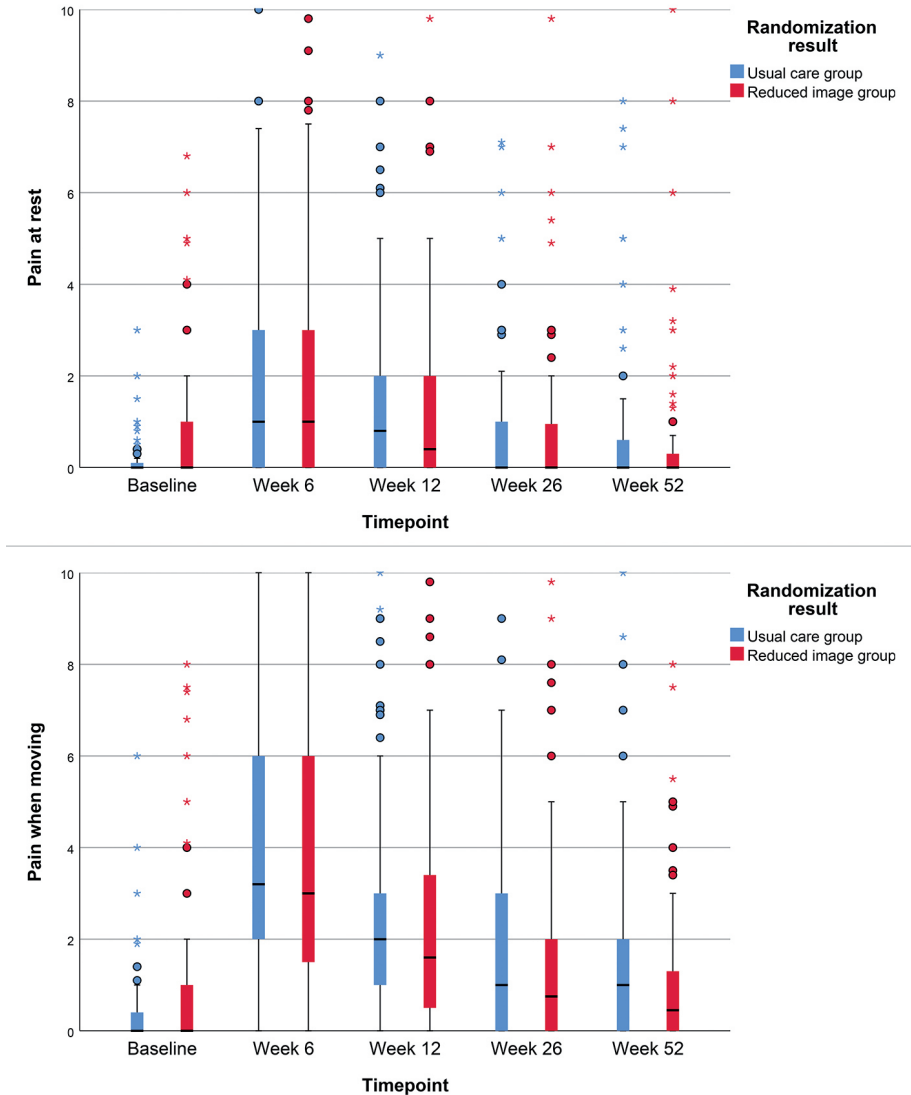 Randomization
result
Usual care group
Reduced image group
Pain at rest
10
8
6
4
2
0
Baseline Week 6 Week 12 Week 26 Week 52
Timepoint
Randomization
result
Usual care group
Reduced image group
Pain when moving
10
8
6
4
2
0
Baseline Week 6 Week 12 Week 26 Week 52
Timepoint